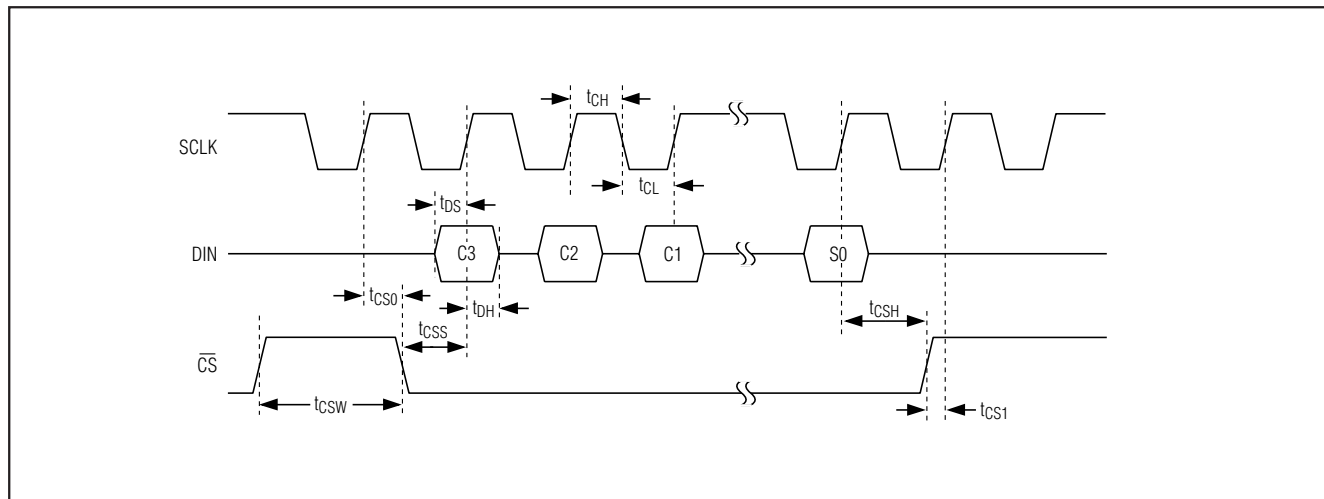 tCH
SCLK
tCL
tDS
DIN C3 C2 C1 S0
tCS0 tDH
tCSS tCSH
CS
tCSW tCS1